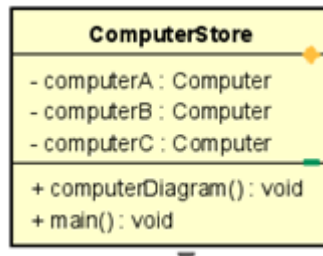 ComputerStore
- computerA : Computer
- computerB : Computer
- computerC : Computer
+ computerDiagram() : void
+ main() : void